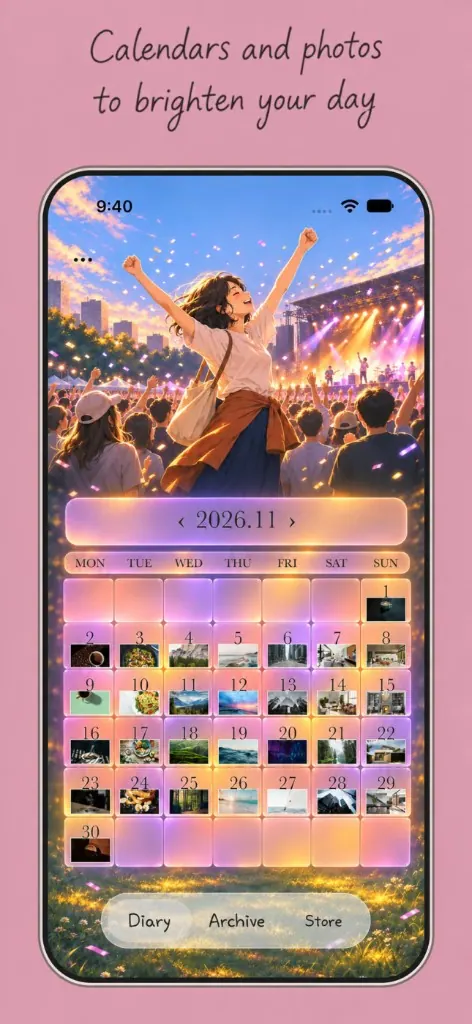 Calendars and photos
to brighten your day
9:40
‹ 2026.11 ›
MON TUE WED THU FRI SAT SUN
1
2 3 4 5 6 7 8
9 10 11 12 13 14 15
16 17 18 19 20 21 22
23 24 25 26 27 28 29
30
Diary Archive Store